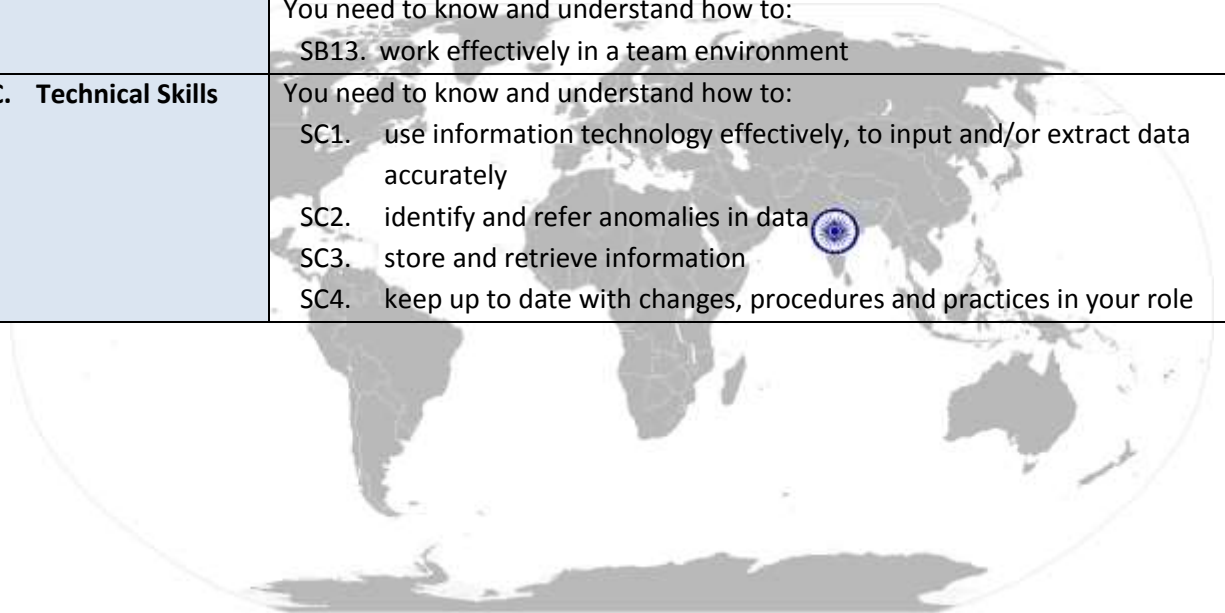 You need to know and understand how to:
SB13. work effectively in a team environment
C. Technical Skills
You need to know and understand how to:
SC1. use information technology effectively, to input and/or extract data
accurately
SC2. identify and refer anomalies in data
SC3. store and retrieve information
SC4. keep up to date with changes, procedures and practices in your role